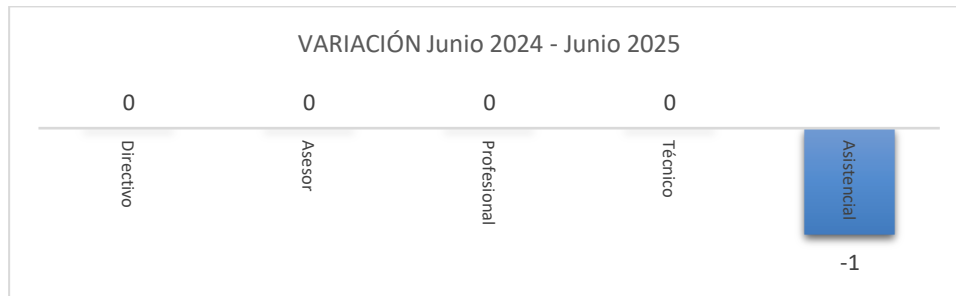 VARIACIÓN Junio 2024 - Junio 2025
0
0
0
0
Directivo
Asesor
Profesional
Técnico
Asistencial
-1